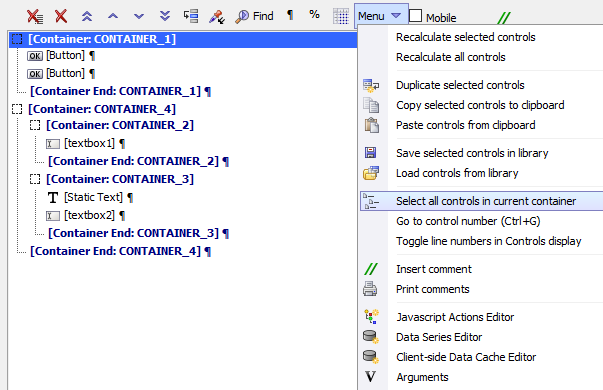 Find ¶ % Menu Mobile
[Container: CONTAINER_1] ¶
OK [Button] ¶
OK [Button] ¶
[Container End: CONTAINER_1] ¶
[Container: CONTAINER_4] ¶
[Container: CONTAINER_2] ¶
[textbox1] ¶
[Container End: CONTAINER_2] ¶
[Container: CONTAINER_3] ¶
T [Static Text] ¶
[textbox2] ¶
[Container End: CONTAINER_3] ¶
[Container End: CONTAINER_4] ¶
Recalculate selected controls
Recalculate all controls
Duplicate selected controls
Copy selected controls to clipboard
Paste controls from clipboard
Save selected controls in library
Load controls from library
Select all controls in current container
Go to control number (Ctrl+G)
Toggle line numbers in Controls display
Insert comment
Print comments
Javascript Actions Editor
Data Series Editor
Client-side Data Cache Editor
V Arguments